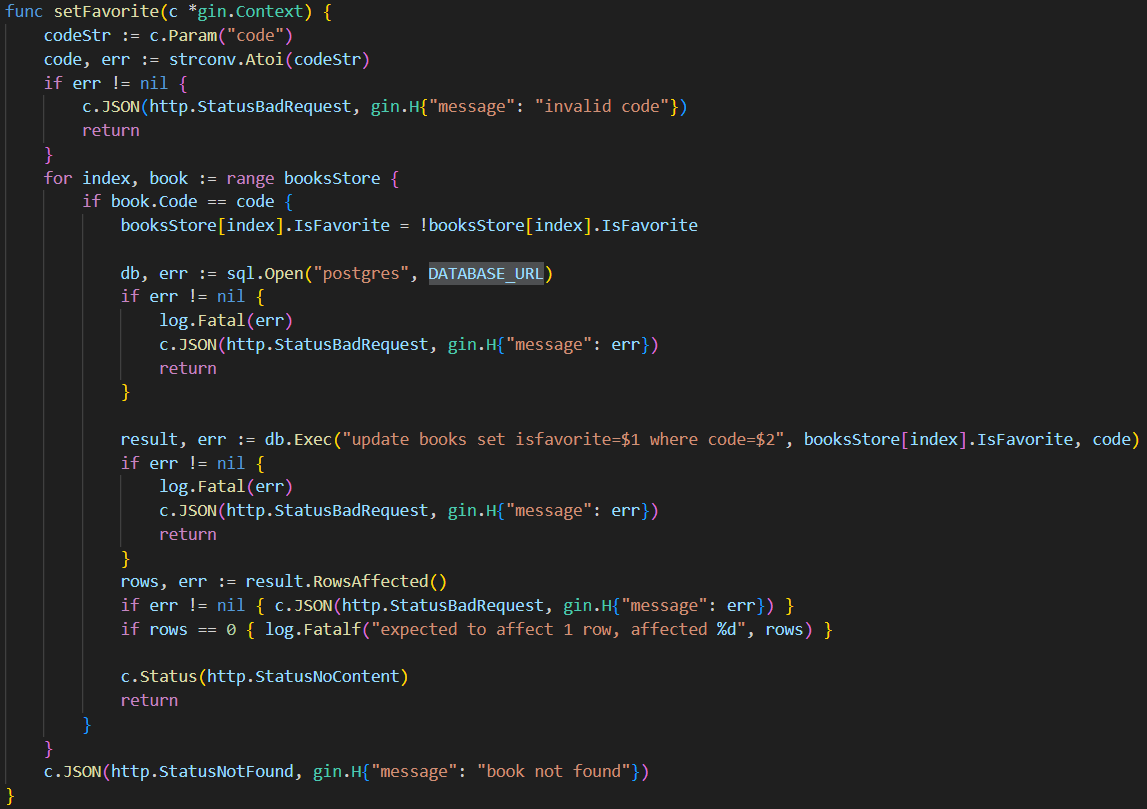 func setFavorite(c *gin.Context) {
    codeStr := c.Param("code")
    code, err := strconv.Atoi(codeStr)
    if err != nil {
        c.JSON(http.StatusBadRequest, gin.H{"message": "invalid code"})
        return
    }
    for index, book := range booksStore {
        if book.Code == code {
            booksStore[index].IsFavorite = !booksStore[index].IsFavorite

            db, err := sql.Open("postgres", DATABASE_URL)
            if err != nil {
                log.Fatal(err)
                c.JSON(http.StatusBadRequest, gin.H{"message": err})
                return
            }

            result, err := db.Exec("update books set isfavorite=$1 where code=$2", booksStore[index].IsFavorite, code)
            if err != nil {
                log.Fatal(err)
                c.JSON(http.StatusBadRequest, gin.H{"message": err})
                return
            }
            rows, err := result.RowsAffected()
            if err != nil { c.JSON(http.StatusBadRequest, gin.H{"message": err}) }
            if rows == 0 { log.Fatalf("expected to affect 1 row, affected %d", rows) }

            c.Status(http.StatusNoContent)
            return
        }
    }
    c.JSON(http.StatusNotFound, gin.H{"message": "book not found"})
}